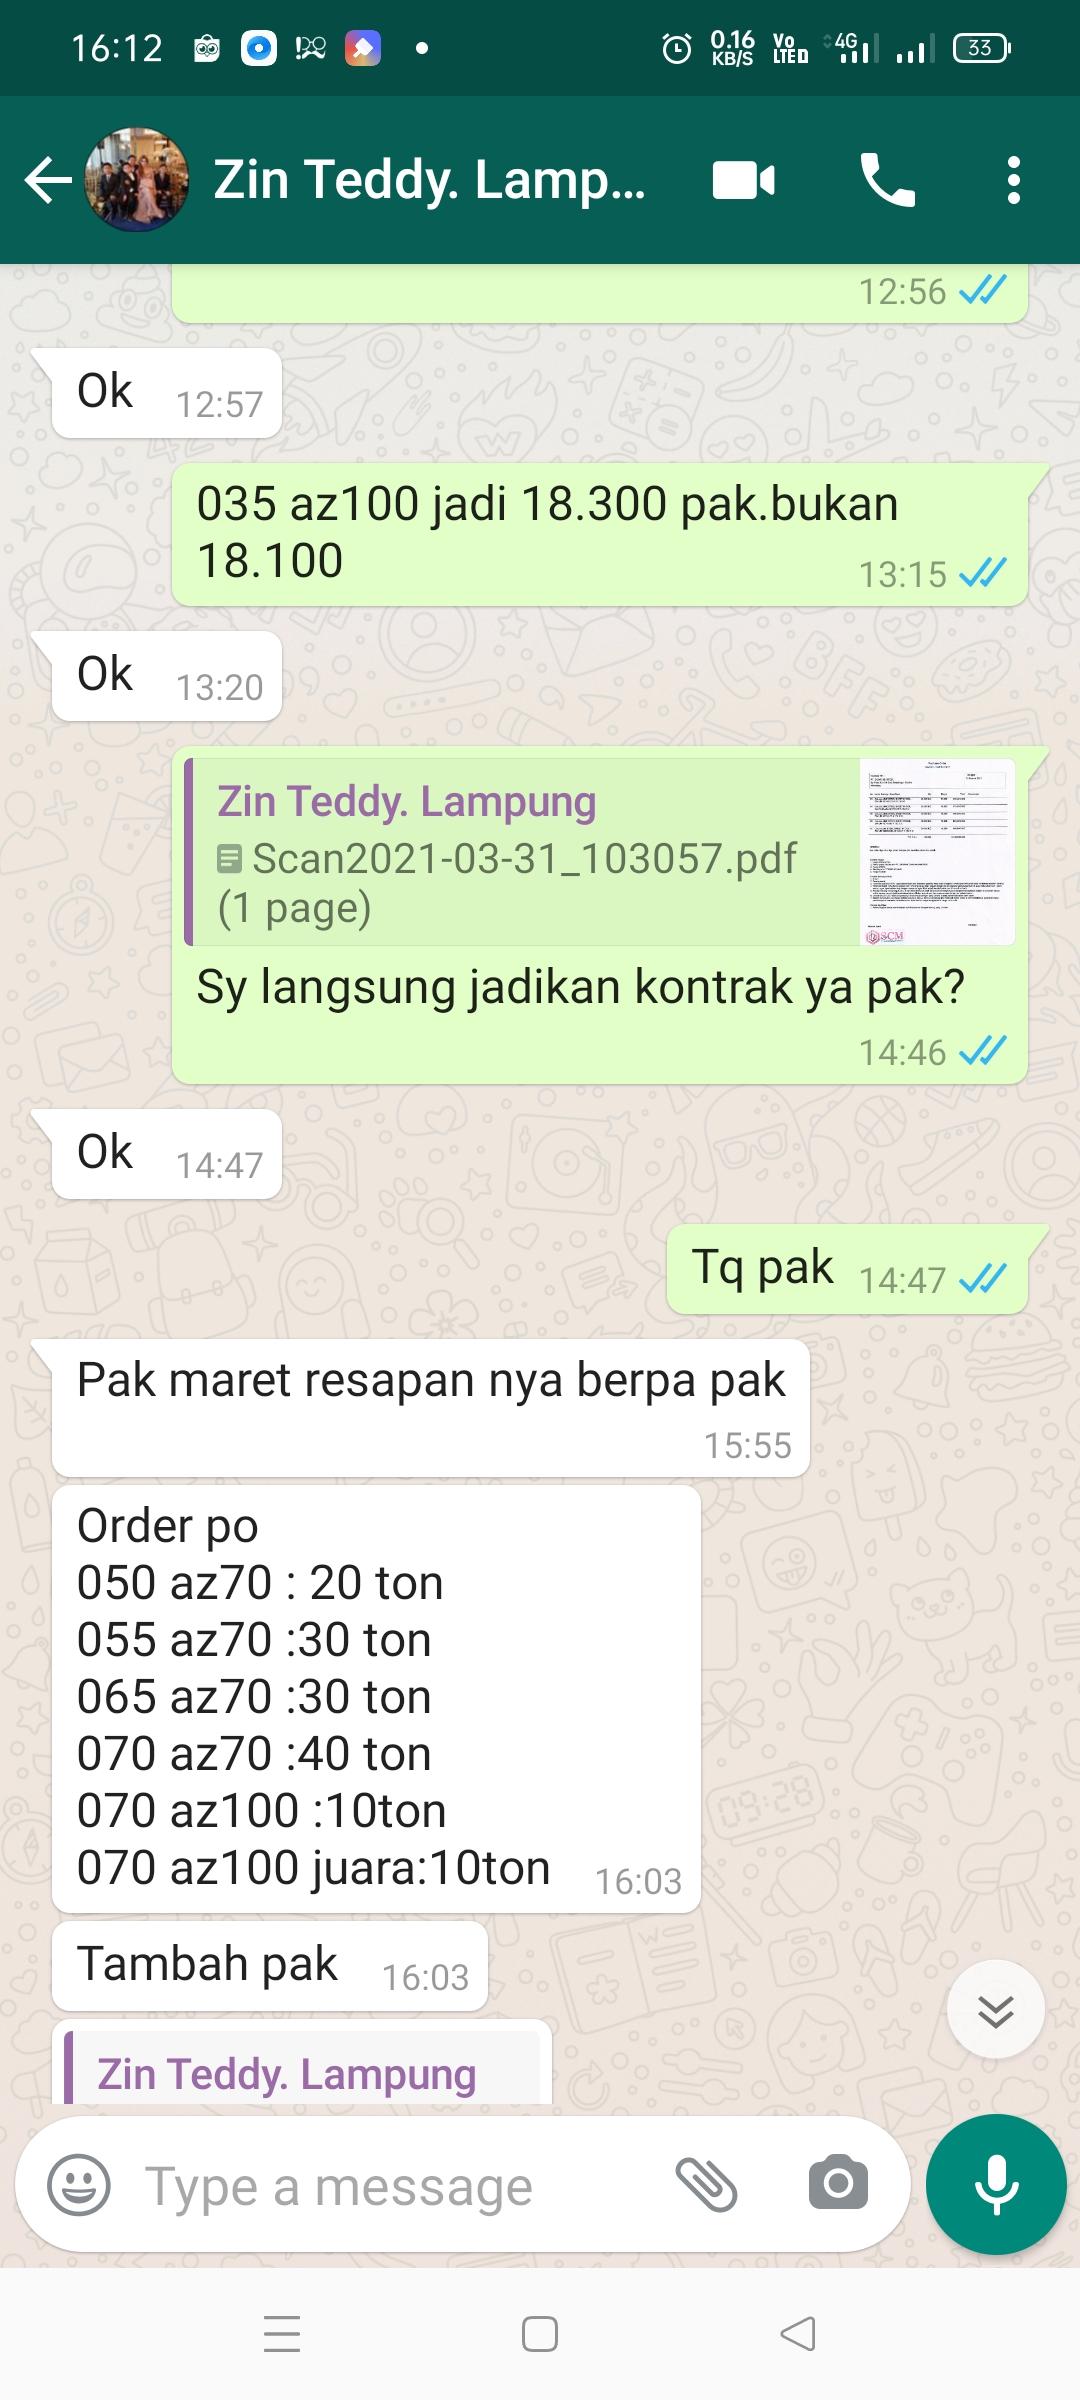 16:12
0.16 KB/S
Vo LTE D
4G
33
Zin Teddy. Lamp...
12:56
Ok 12:57
035 az100 jadi 18.300 pak.bukan
18.100
13:15
Ok 13:20
Zin Teddy. Lampung
Scan2021-03-31_103057.pdf
(1 page)
SCM
Sy langsung jadikan kontrak ya pak?
14:46
Ok 14:47
Tq pak 14:47
Pak maret resapan nya berpa pak
15:55
Order po
050 az70 : 20 ton
055 az70 :30 ton
065 az70 :30 ton
070 az70 :40 ton
070 az100 :10ton
070 az100 juara:10ton 16:03
Tambah pak 16:03
Zin Teddy. Lampung
Type a message